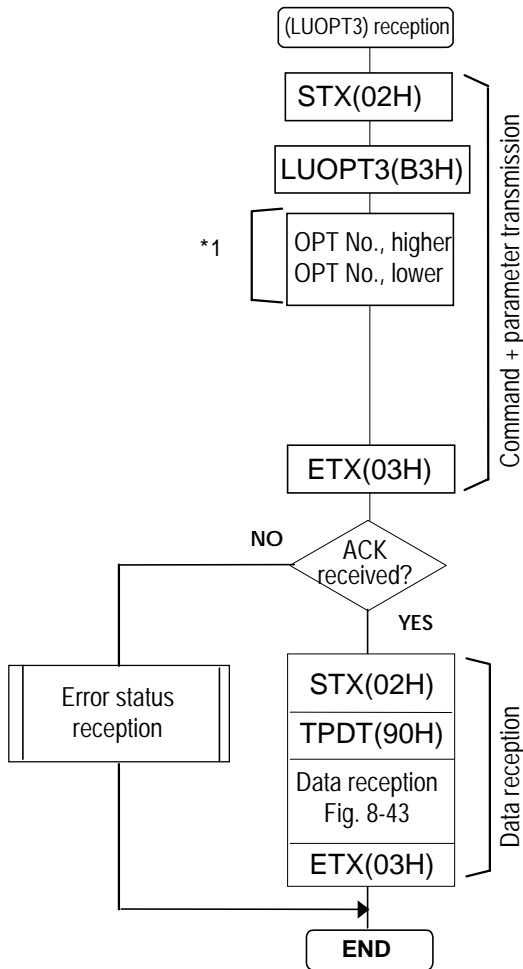 (LUOPT3) reception
STX(02H)
LUOPT3(B3H)
*1
OPT No., higher
OPT No., lower
ETX(03H)
Command + parameter transmission
NO
ACK
received?
YES
Error status
reception
STX(02H)
TPDT(90H)
Data reception
Fig. 8-43
ETX(03H)
Data reception
END